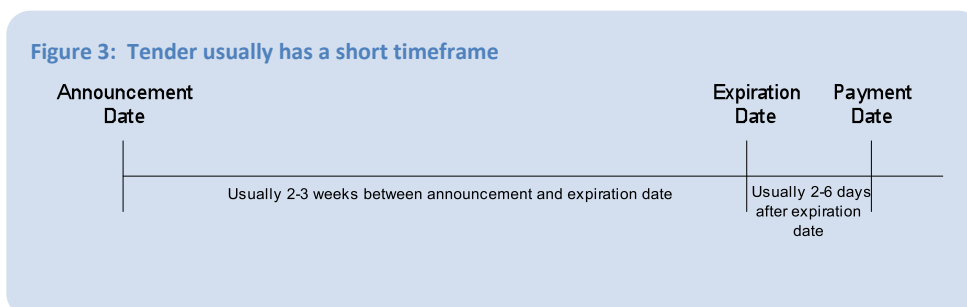 Figure 3:  Tender usually has a short timeframe
Announcement
Date
Expiration
Date
Payment
Date
Usually 2-3 weeks between announcement and expiration date
Usually 2-6 days
after expiration
date